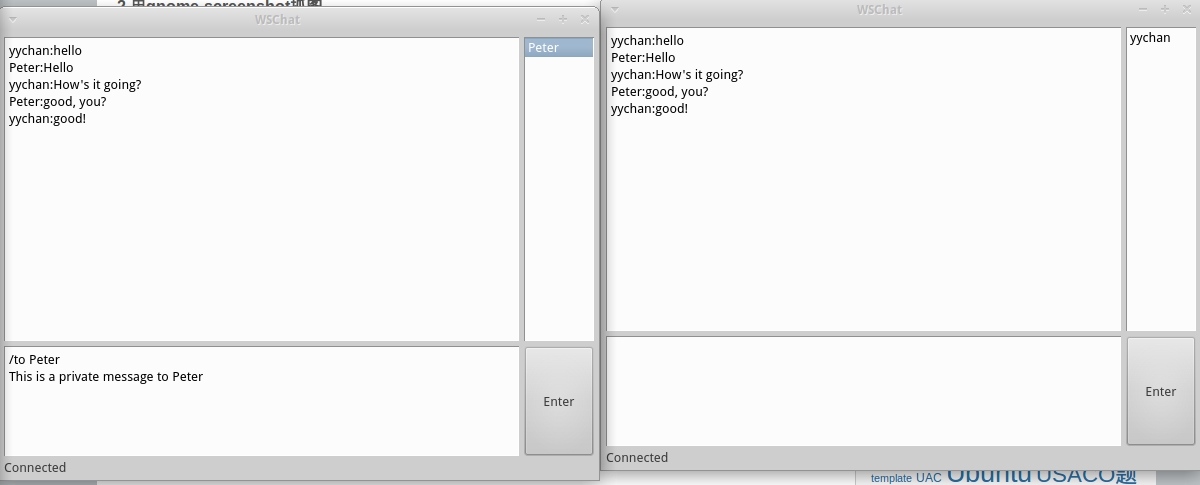 2.用gnome-screenshot抓图
WSChat
yychan:hello
Peter:Hello
yychan:How's it going?
Peter:good, you?
yychan:good!
Peter
/to Peter
This is a private message to Peter
Enter
Connected
WSChat
yychan:hello
Peter:Hello
yychan:How's it going?
Peter:good, you?
yychan:good!
yychan
Enter
Connected
template UAC Ubuntu USACO题